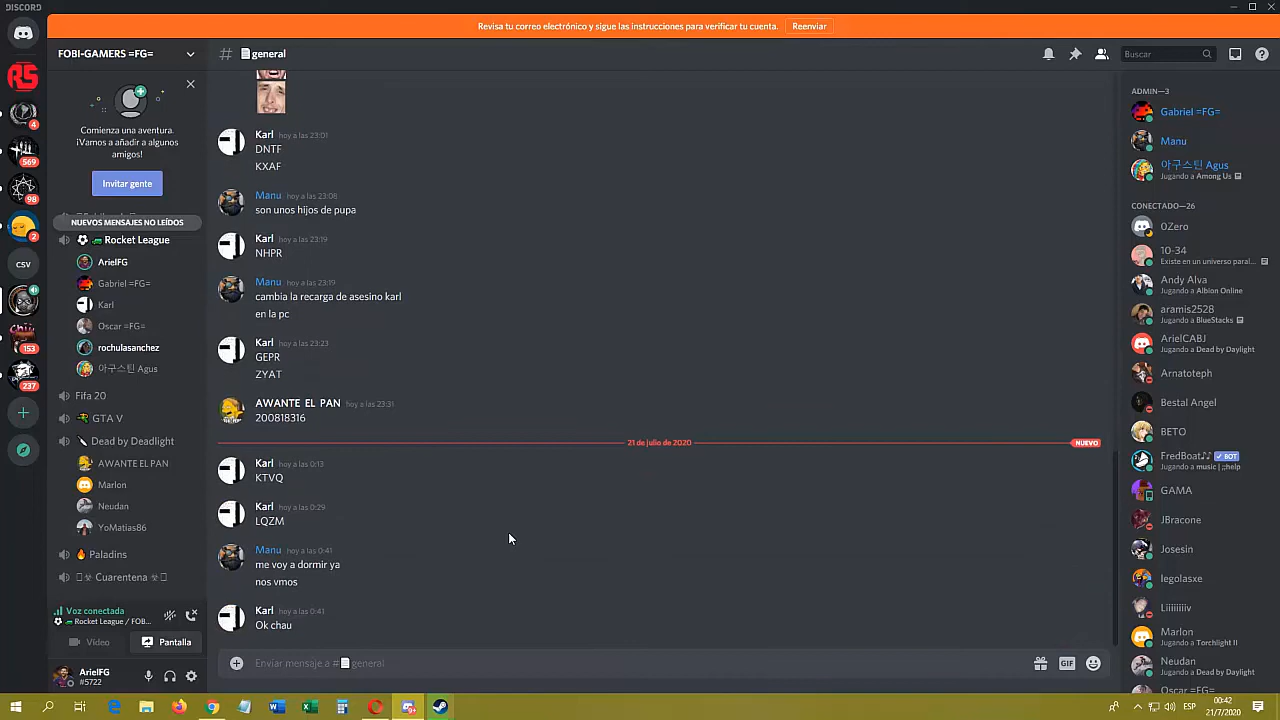 DISCORD
Revisa tu correo electrónico y sigue las instrucciones para verificar tu cuenta.
Reenviar
FOBI-GAMERS =FG=
# general
Buscar
4
569
98
2
CSV
153
237
Comienza una aventura.
¡Vamos a añadir a algunos
amigos!
Invitar gente
NUEVOS MENSAJES NO LEÍDOS
Rocket League
ArielFG
Gabriel =FG=
Karl
Oscar =FG=
rochulasanchez
아구스틴 Agus
Fifa 20
GTA V
Dead by Deadlight
AWANTE EL PAN
Marlon
Neudan
YoMatias86
Paladins
Cuarentena
Voz conectada
Rocket League / FOB...
Vídeo
Pantalla
ArielFG
#5722
Karl hoy a las 23:01
DNTF
KXAF
Manu hoy a las 23:08
son unos hijos de pupa
Karl hoy a las 23:19
NHPR
Manu hoy a las 23:19
cambia la recarga de asesino karl
en la pc
Karl hoy a las 23:23
GEPR
ZYAT
AWANTE EL PAN hoy a las 23:31
200818316
21 de julio de 2020
NUEVO
Karl hoy a las 0:13
KTVQ
Karl hoy a las 0:29
LQZM
Manu hoy a las 0:41
me voy a dormir ya
nos vmos
Karl hoy a las 0:41
Ok chau
Enviar mensaje a # general
GIF
ADMIN—3
Gabriel =FG=
Manu
아구스틴 Agus
Jugando a Among Us
CONECTADO—26
0Zero
10-34
Existe en un universo paral...
Andy Alva
Jugando a Albion Online
aramis2528
Jugando a BlueStacks
ArielCABJ
Jugando a Dead by Daylight
Arnatoteph
Bestal Angel
BETO
FredBoat♪♪ ✓ BOT
Jugando a music | ;;help
GAMA
JBracone
Josesin
legolasxe
Marlon
Jugando a Torchlight II
Neudan
Jugando a Dead by Daylight
Oscar =FG=
ESP
00:42
21/7/2020